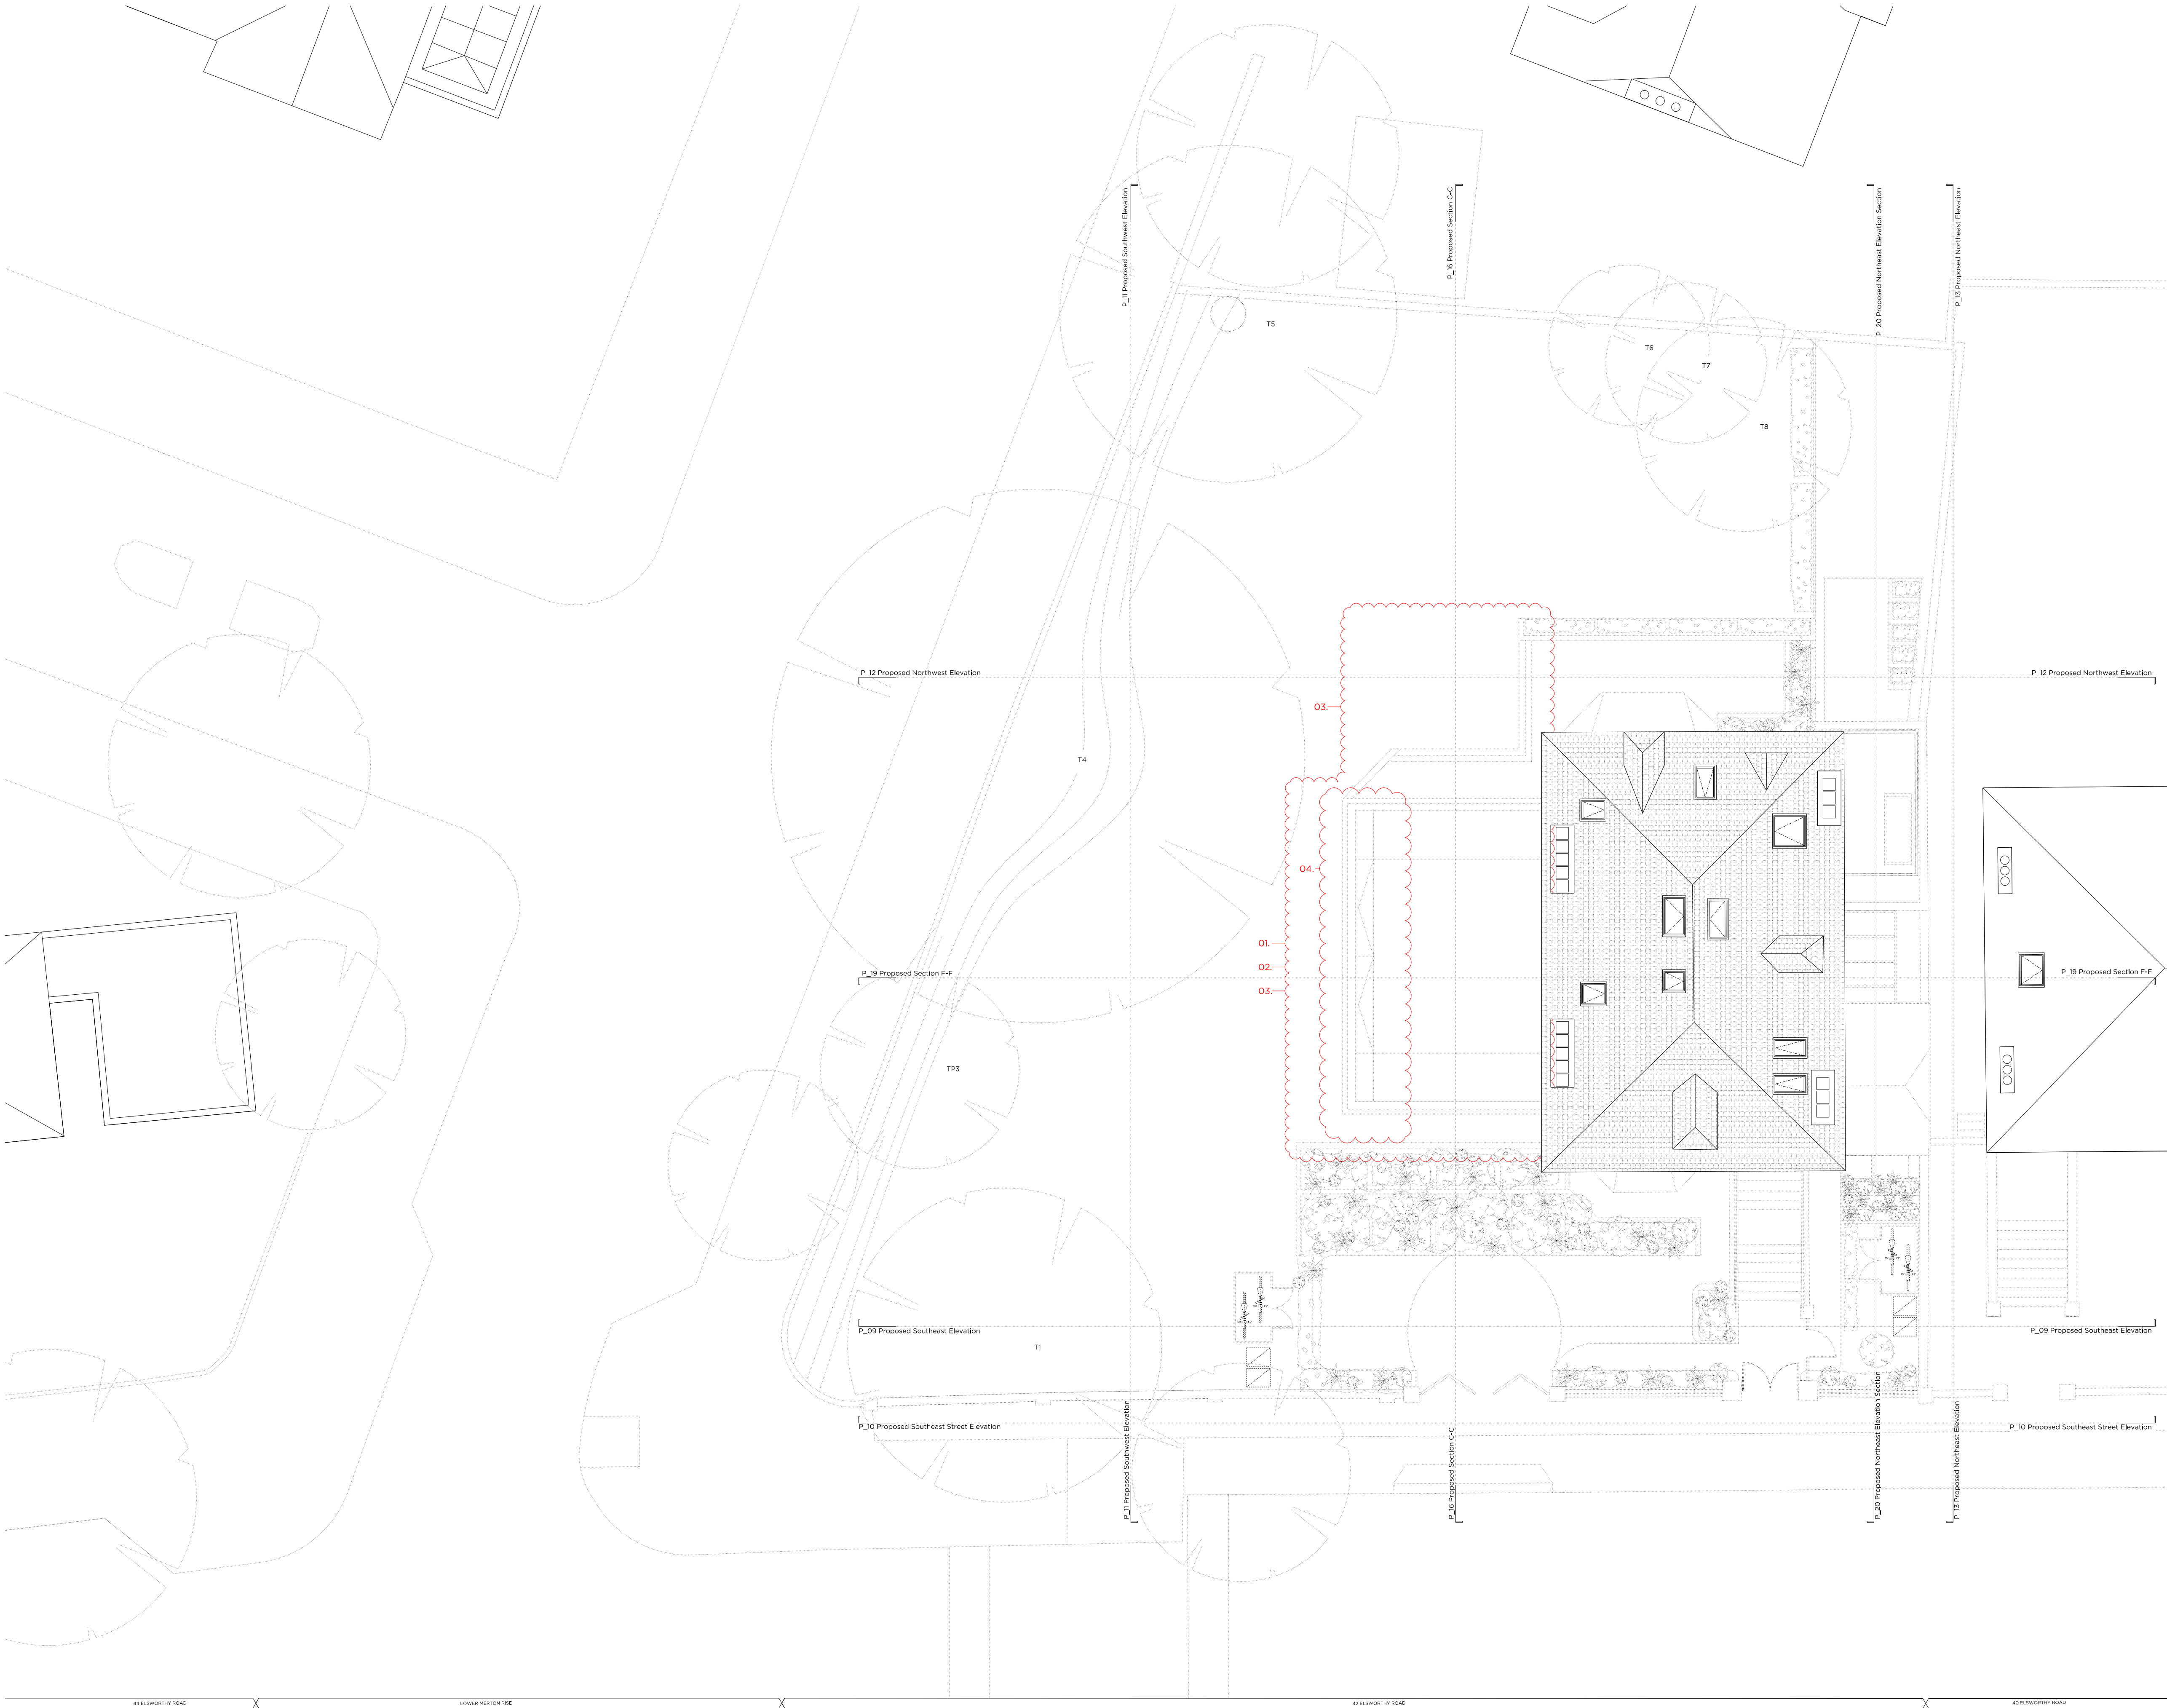 P_11 Proposed Southwest Elevation
P_16 Proposed Section C-C
P_20 Proposed Northeast Elevation Section
P_13 Proposed Northeast Elevation
T5
T6
T7
T8
P_12 Proposed Northwest Elevation
P_12 Proposed Northwest Elevation
03.
T4
04.
01.
02.
03.
P_19 Proposed Section F-F
P_19 Proposed Section F-F
TP3
P_09 Proposed Southeast Elevation
P_09 Proposed Southeast Elevation
T1
P_10 Proposed Southeast Street Elevation
P_10 Proposed Southeast Street Elevation
P_11 Proposed Southwest Elevation
P_16 Proposed Section C-C
P_20 Proposed Northeast Elevation Section
P_13 Proposed Northeast Elevation
44 ELSWORTHY ROAD
LOWER MERTON RISE
42 ELSWORTHY ROAD
40 ELSWORTHY ROAD